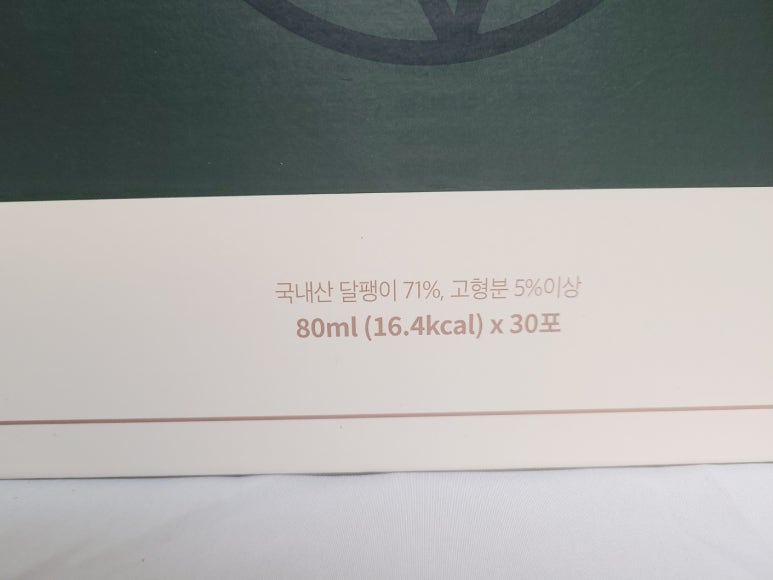 국내산 달팽이 71%, 고형분 5%이상
80ml (16.4kcal) x 30포